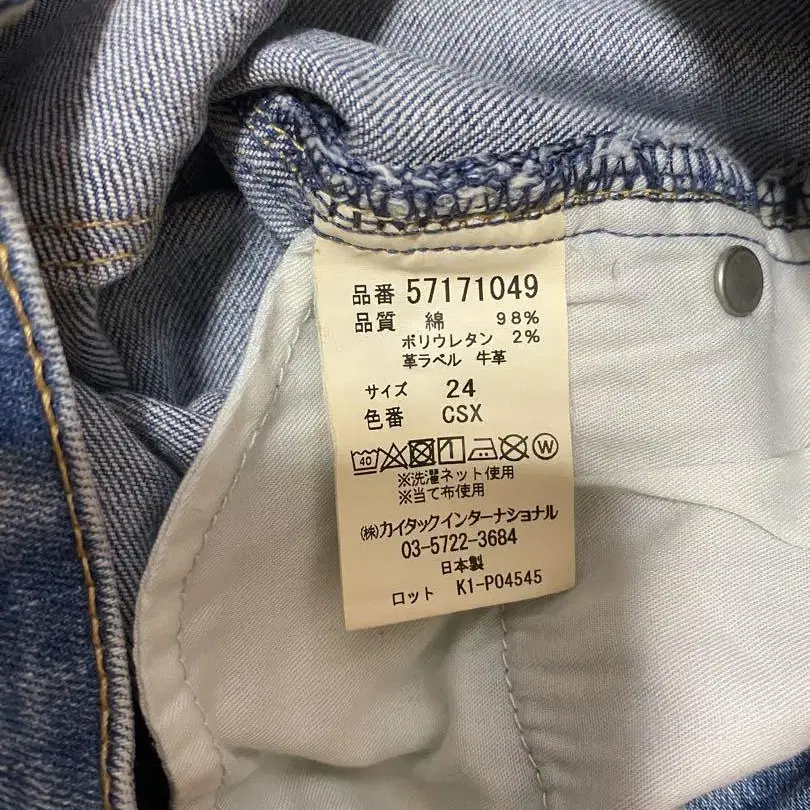 品番 57171049
品質 綿 98%
ポリウレタン 2%
革ラベル 牛革
サイズ 24
色番 CSX
40 W
※洗濯ネット使用
※当て布使用
㈱カイタックインターナショナル
03-5722-3684
日本製
ロット K1-P04545